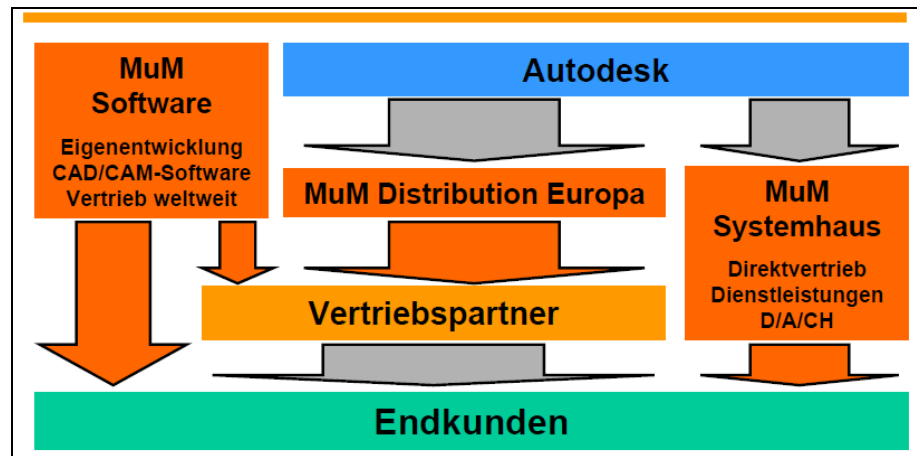 MuM
Software
Eigenentwicklung
CAD/CAM-Software
Vertrieb weltweit
Autodesk
MuM Distribution Europa
MuM
Systemhaus
Direktvertrieb
Dienstleistungen
D/A/CH
Vertriebspartner
Endkunden